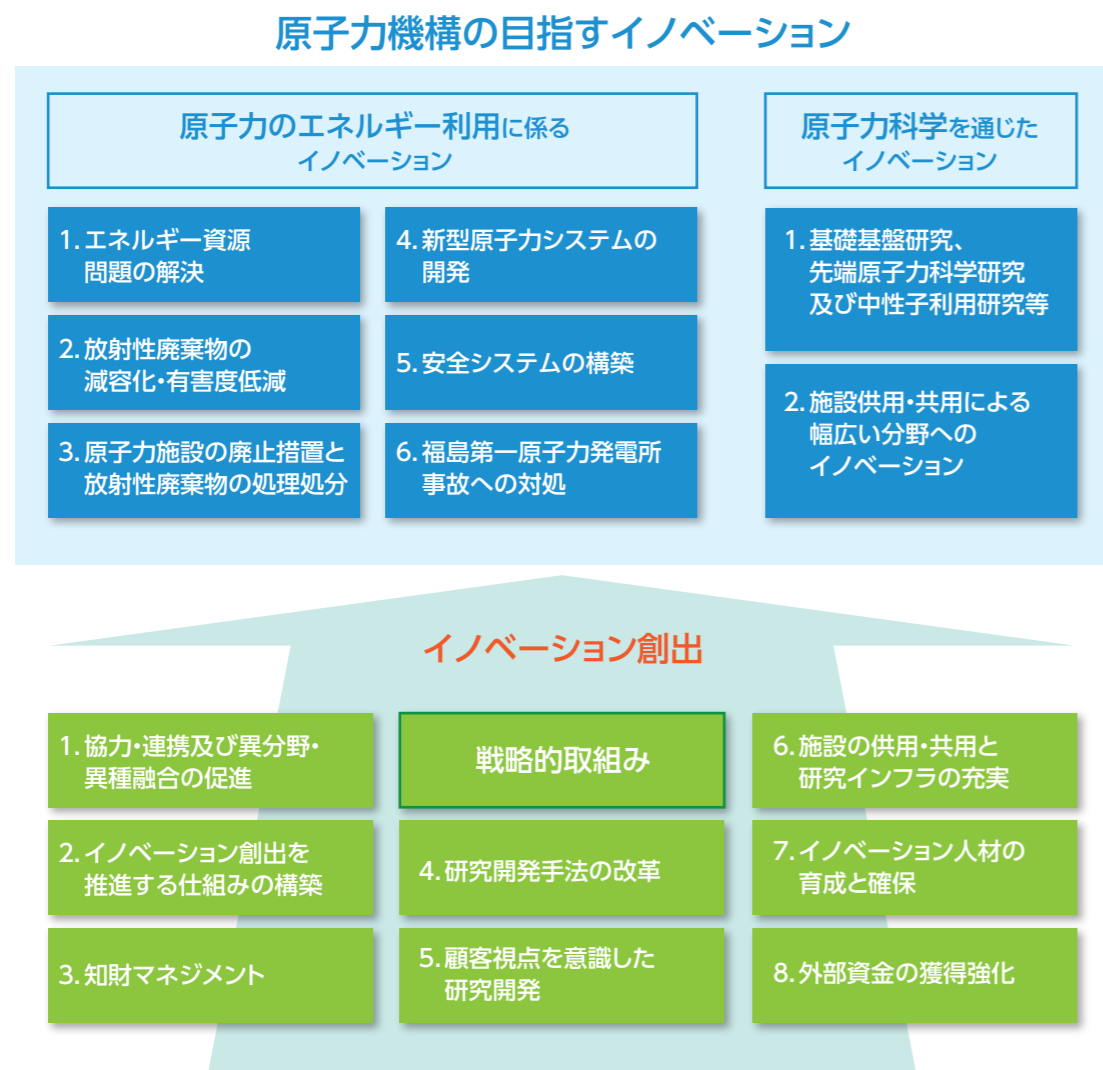 原子力機構の目指すイノベーション
原子力のエネルギー利用に係る
イノベーション
1. エネルギー資源
問題の解決
2. 放射性廃棄物の
減容化・有害度低減
3. 原子力施設の廃止措置と
放射性廃棄物の処理処分
4. 新型原子力システムの
開発
5. 安全システムの構築
6. 福島第一原子力発電所
事故への対処
原子力科学を通じた
イノベーション
1. 基礎基盤研究、
先端原子力科学研究
及び中性子利用研究等
2. 施設供用・共用による
幅広い分野への
イノベーション
イノベーション創出
戦略的取組み
1. 協力・連携及び異分野・
異種融合の促進
2. イノベーション創出を
推進する仕組みの構築
3. 知財マネジメント
4. 研究開発手法の改革
5. 顧客視点を意識した
研究開発
6. 施設の供用・共用と
研究インフラの充実
7. イノベーション人材の
育成と確保
8. 外部資金の獲得強化